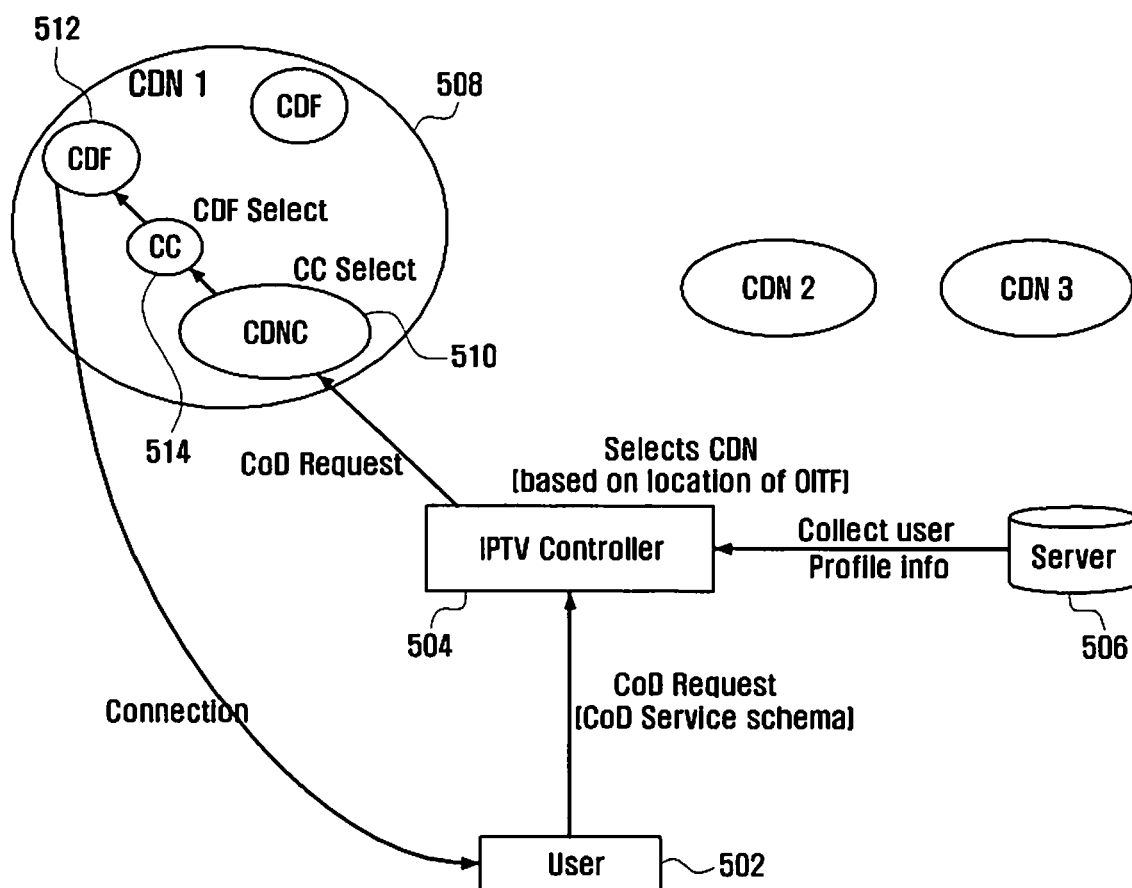 512
CDN 1
CDF
508
CDF
CDF Select
CC
CC Select
CDN 2
CDN 3
CDNC
510
514
CoD Request
Selects CDN
(based on location of OITF)
IPTV Controller
Collect user
Profile info
Server
504
506
CoD Request
(CoD Service schema)
Connection
User
502